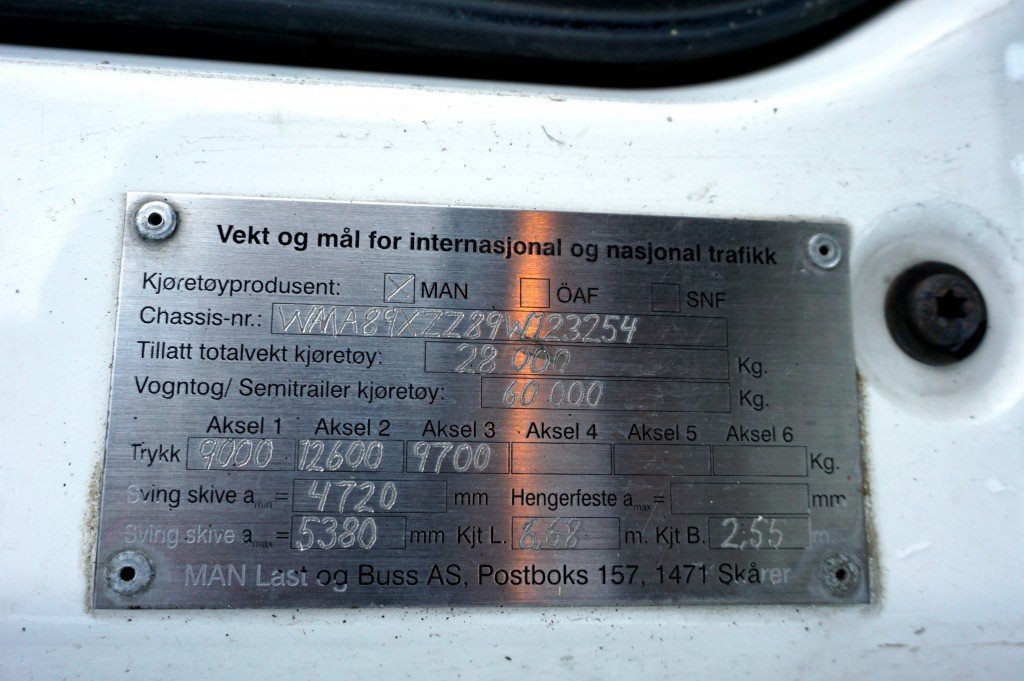 Vekt og mål for internasjonal og nasjonal trafikk
Kjøretøyprodusent: MAN ÖAF SNF
Chassis-nr.: WMA89XZZ89W123254
Tillatt totalvekt kjøretøy: 28 000 Kg.
Vogntog/ Semitrailer kjøretøy: 60 000 Kg.
Aksel 1 Aksel 2 Aksel 3 Aksel 4 Aksel 5 Aksel 6
Trykk 9000 12600 9700 Kg.
Sving skive a min = 4720 mm Hengerfeste a max = mm
Sving skive a max = 5380 mm Kjt L. 6,68 m. Kjt B. 2,55 m.
MAN Last og Buss AS, Postboks 157, 1471 Skårer